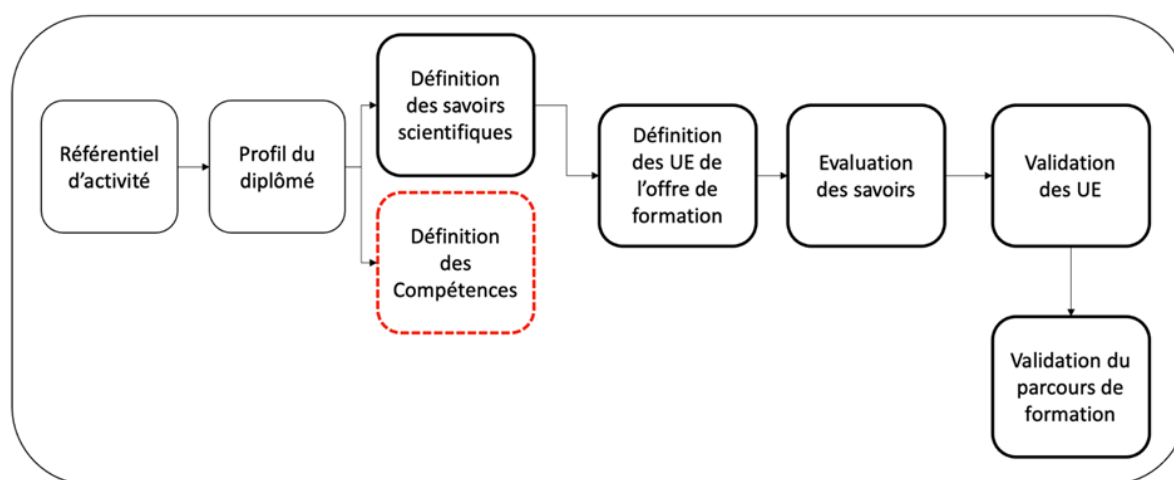 Référentiel
d’activité
Profil du
diplômé
Définition
des savoirs
scientifiques
Définition
des
Compétences
Définition
des UE de
l’offre de
formation
Evaluation
des savoirs
Validation
des UE
Validation du
parcours de
formation